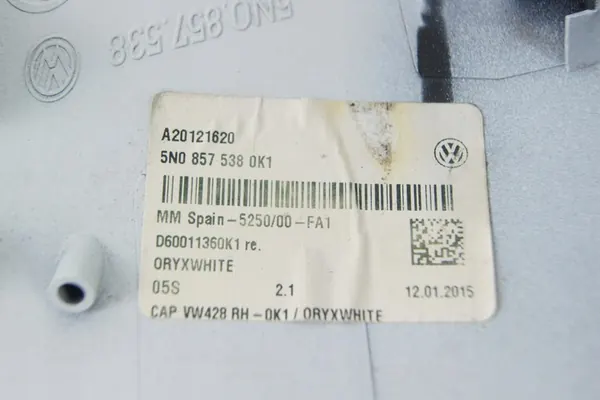 5N0.857.538
A20121620
5N0 857 538 0K1
MM Spain-5250/00-FA1
D60011360K1 re.
ORYXWHITE
05S 2.1 12.01.2015
CAP VW428 RH-0K1/ORYXWHITE